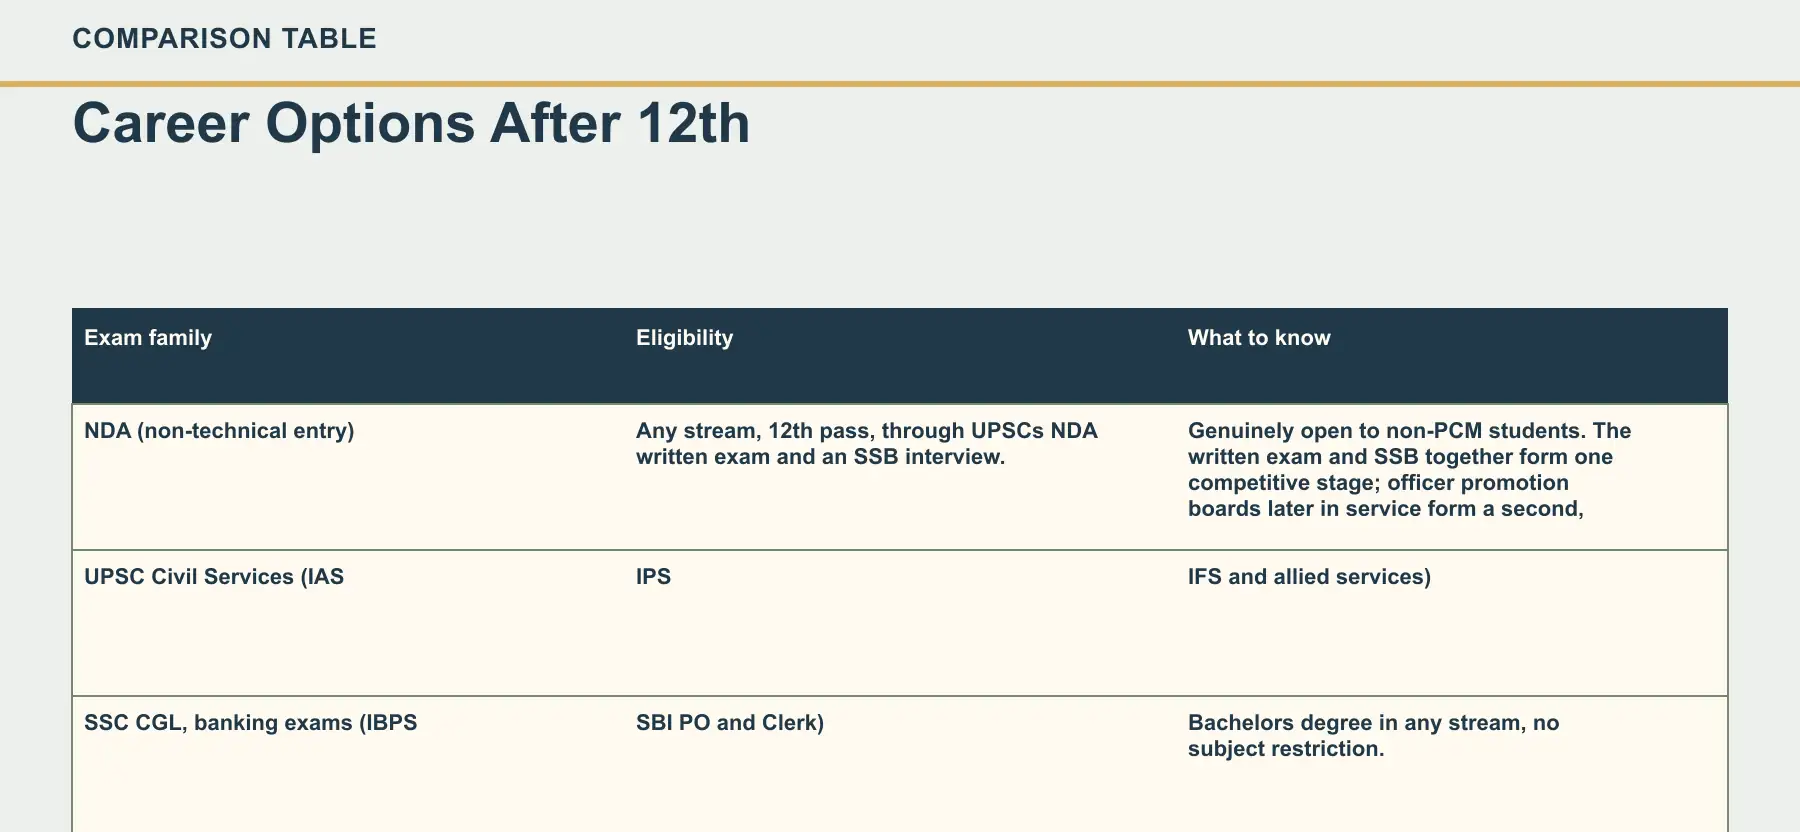 COMPARISON TABLE
Career Options After 12th
Exam family
Eligibility
What to know
NDA (non-technical entry)
Any stream, 12th pass, through UPSCs NDA
written exam and an SSB interview.
Genuinely open to non-PCM students. The
written exam and SSB together form one
competitive stage; officer promotion
boards later in service form a second,
UPSC Civil Services (IAS
IPS
IFS and allied services)
SSC CGL, banking exams (IBPS
SBI PO and Clerk)
Bachelors degree in any stream, no
subject restriction.